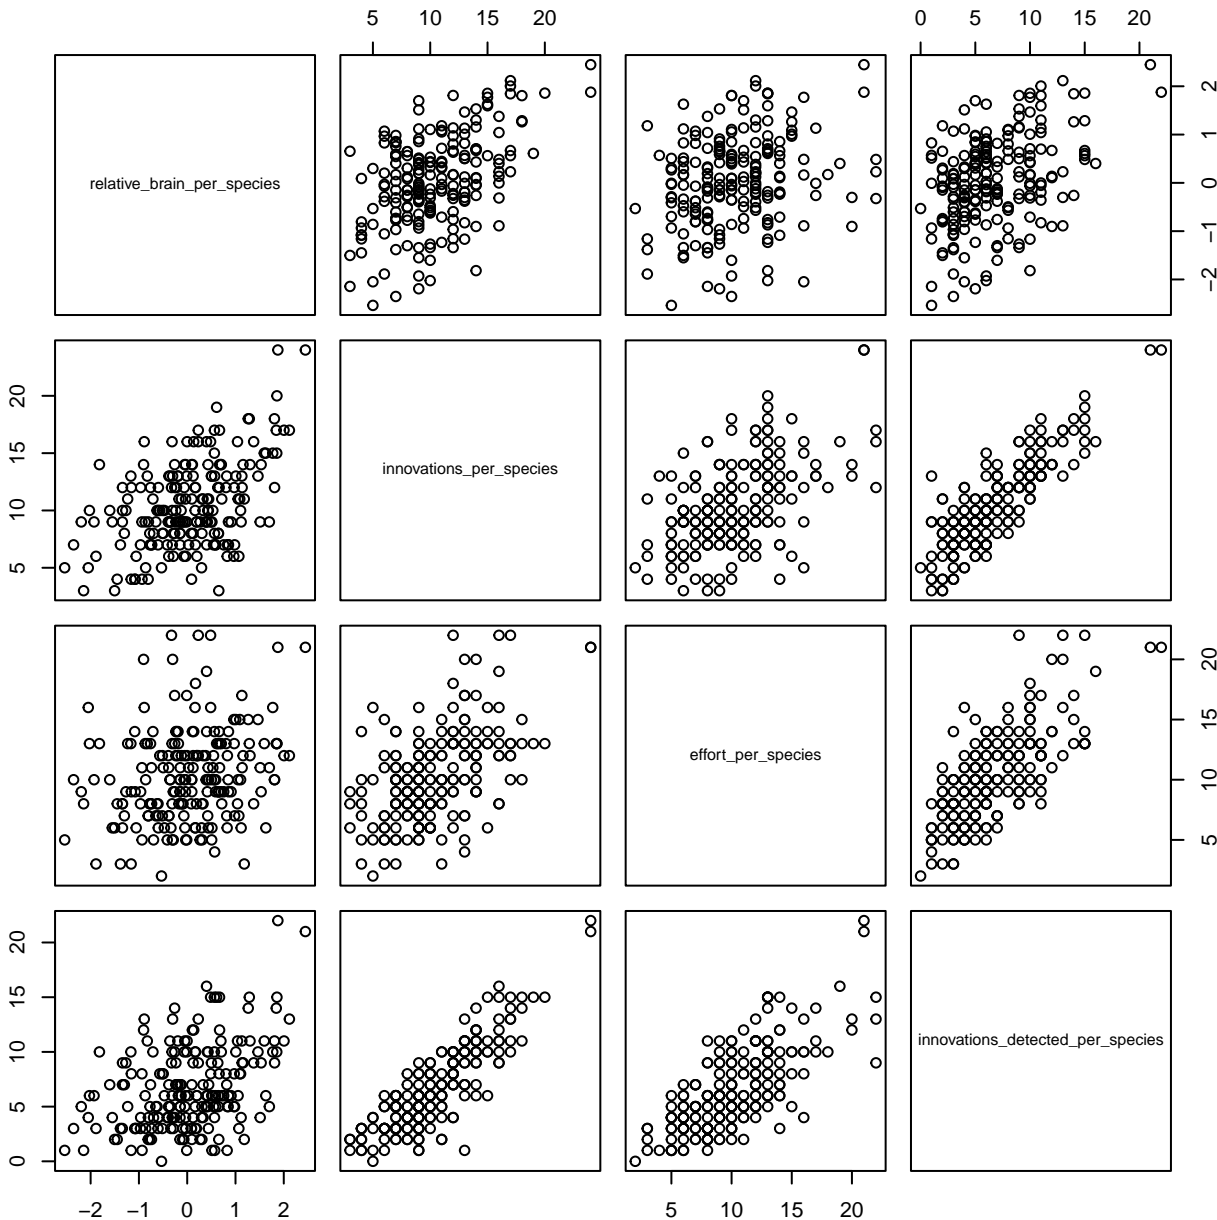 5 10 15 20
0 5 10 15 20
relative_brain_per_species
−2 −1 0 1 2
5 10 15 20
innovations_per_species
effort_per_species
5 10 15 20
0 5 10 15 20
innovations_detected_per_species
−2 −1 0 1 2
5 10 15 20